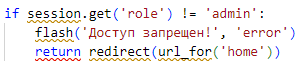 if session.get('role') != 'admin':
    flash('Доступ запрещен!', 'error')
    return redirect(url_for('home'))